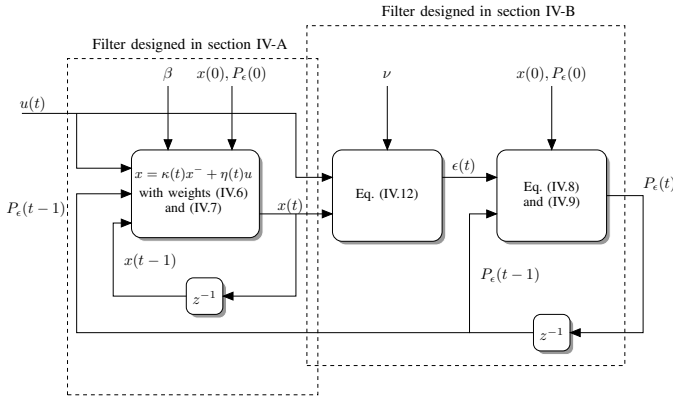 Filter designed in section IV-B
Filter designed in section IV-A
β
x(0), P_ϵ(0)
ν
x(0), P_ϵ(0)
u(t)
x = κ(t)x⁻ + η(t)u
with weights (IV.6)
and (IV.7)
Eq. (IV.12)
ϵ(t)
Eq. (IV.8)
and (IV.9)
P_ϵ(t)
P_ϵ(t−1)
x(t)
x(t−1)
P_ϵ(t−1)
z⁻¹
z⁻¹